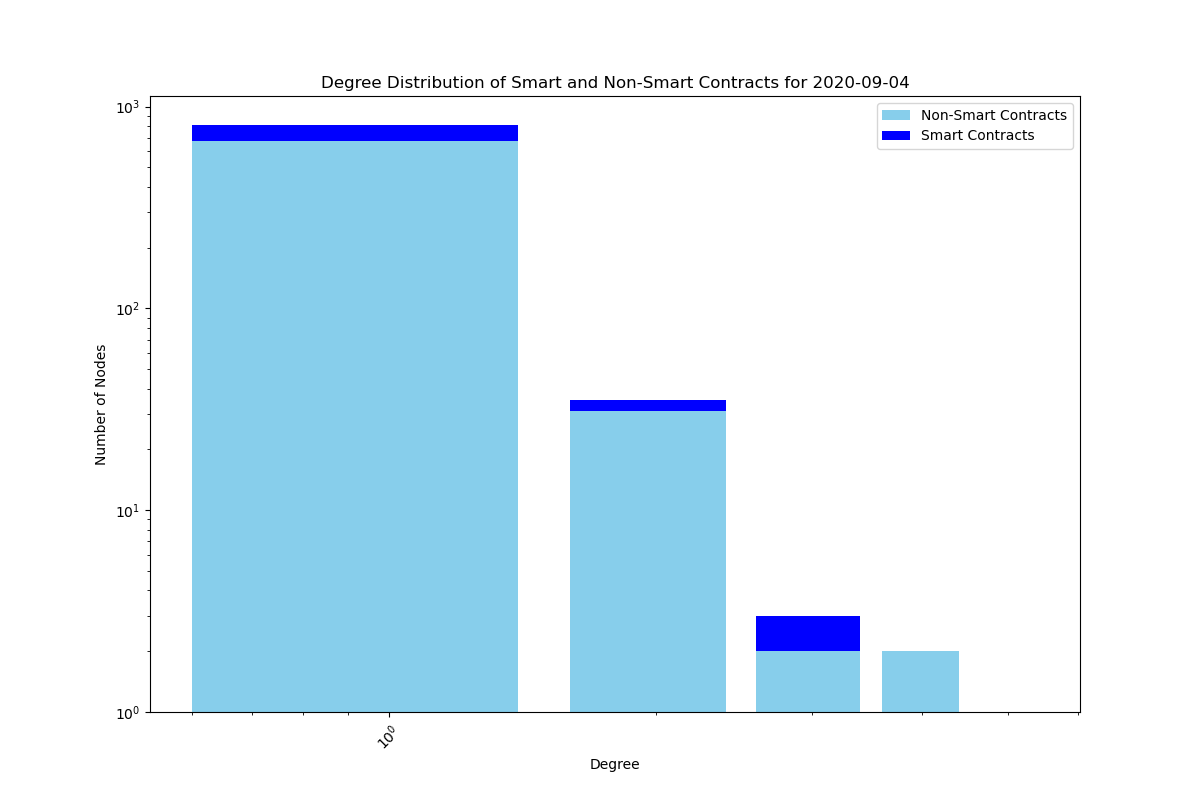 Degree Distribution of Smart and Non-Smart Contracts for 2020-09-04
Non-Smart Contracts
Smart Contracts
Number of Nodes
10³
10²
10¹
10⁰
10⁰
Degree